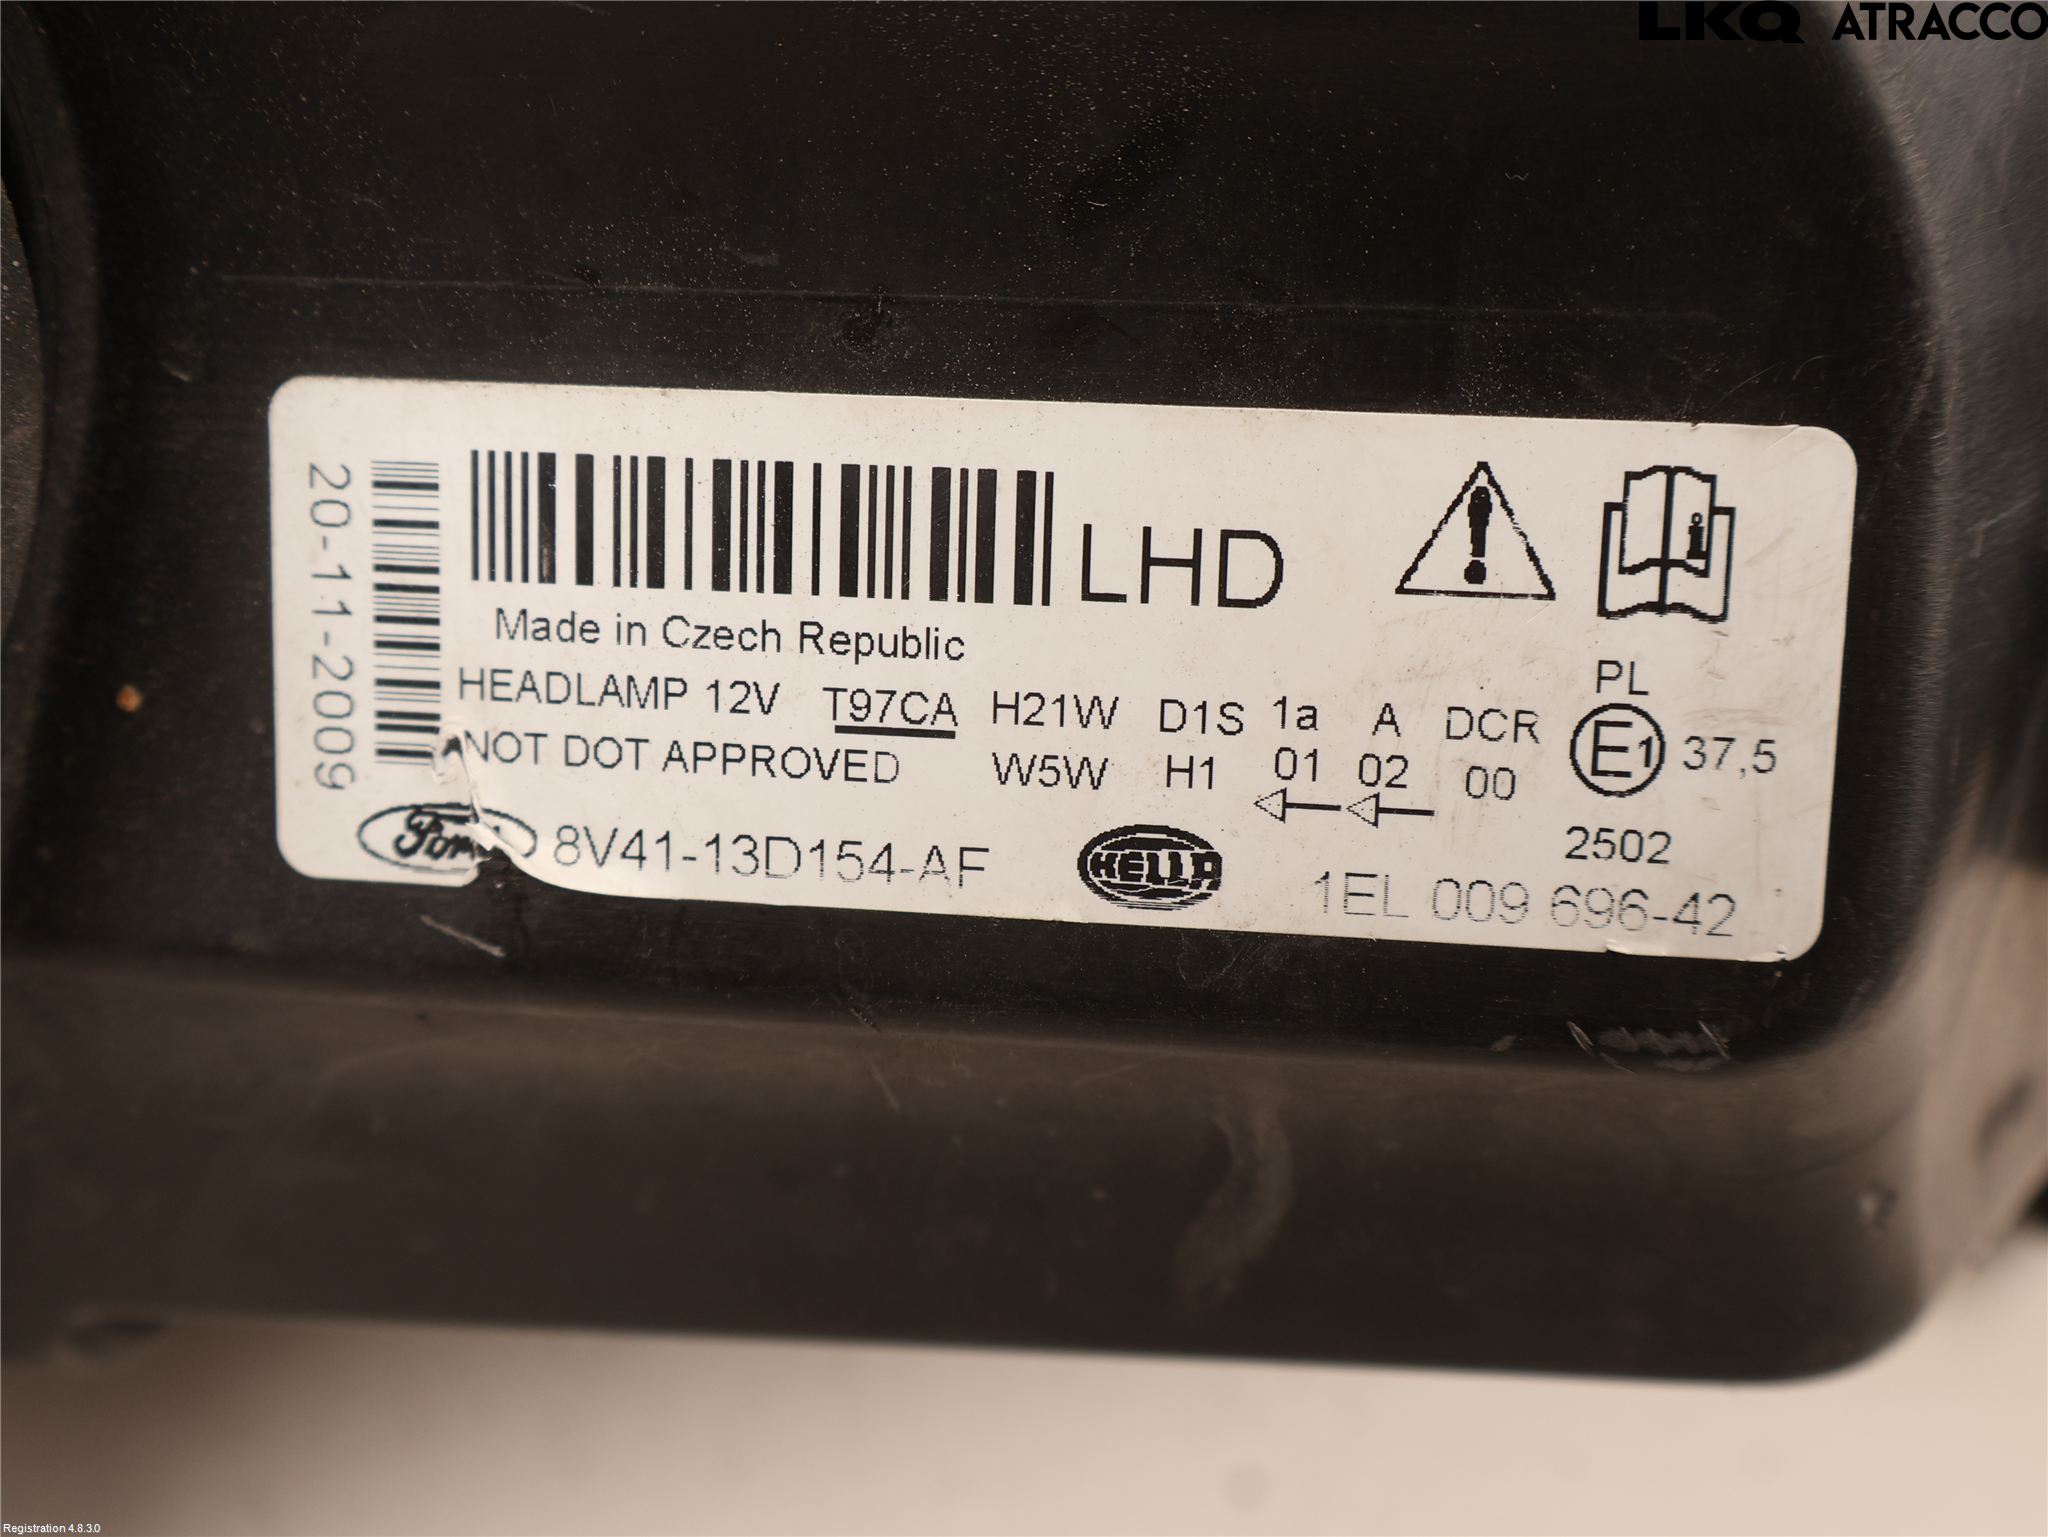 LKQ ATRACCO
20-11-2009
LHD
Made in Czech Republic
HEADLAMP 12V T97CA H21W D1S 1a A DCR PL
NOT DOT APPROVED W5W H1 01 02 00 E1 37,5
2502
Ford 8V41-13D154-AF HELLA 1EL 009 696-42
Registration 4.8.3.0